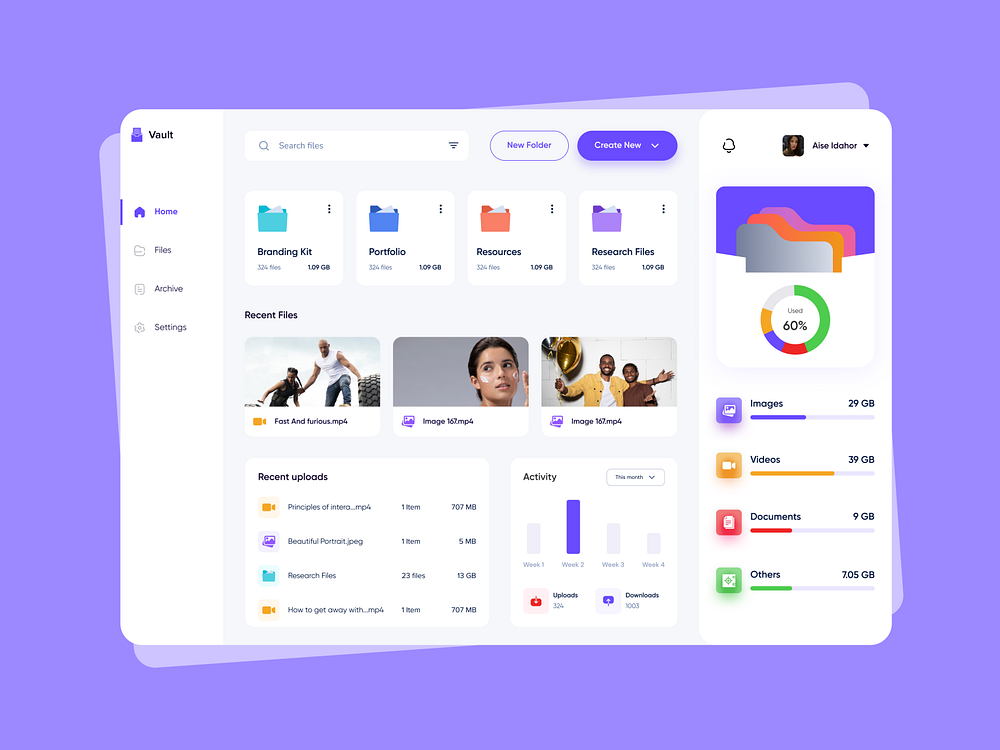 Vault
Home
Files
Archive
Settings
Search files
New Folder
Create New
Branding Kit
324 files 1.09 GB
Portfolio
324 files 1.09 GB
Resources
324 files 1.09 GB
Research Files
324 files 1.09 GB
Recent Files
Fast And furious.mp4
Image 167.mp4
Image 167.mp4
Recent uploads
Principles of intera...mp4 1 Item 707 MB
Beautiful Portrait.jpeg 1 Item 5 MB
Research Files 23 files 13 GB
How to get away with...mp4 1 Item 707 MB
Activity
This month
Week 1 Week 2 Week 3 Week 4
Uploads
324
Downloads
1003
Aise Idahor
Used
60%
Images 29 GB
Videos 39 GB
Documents 9 GB
Others 7.05 GB